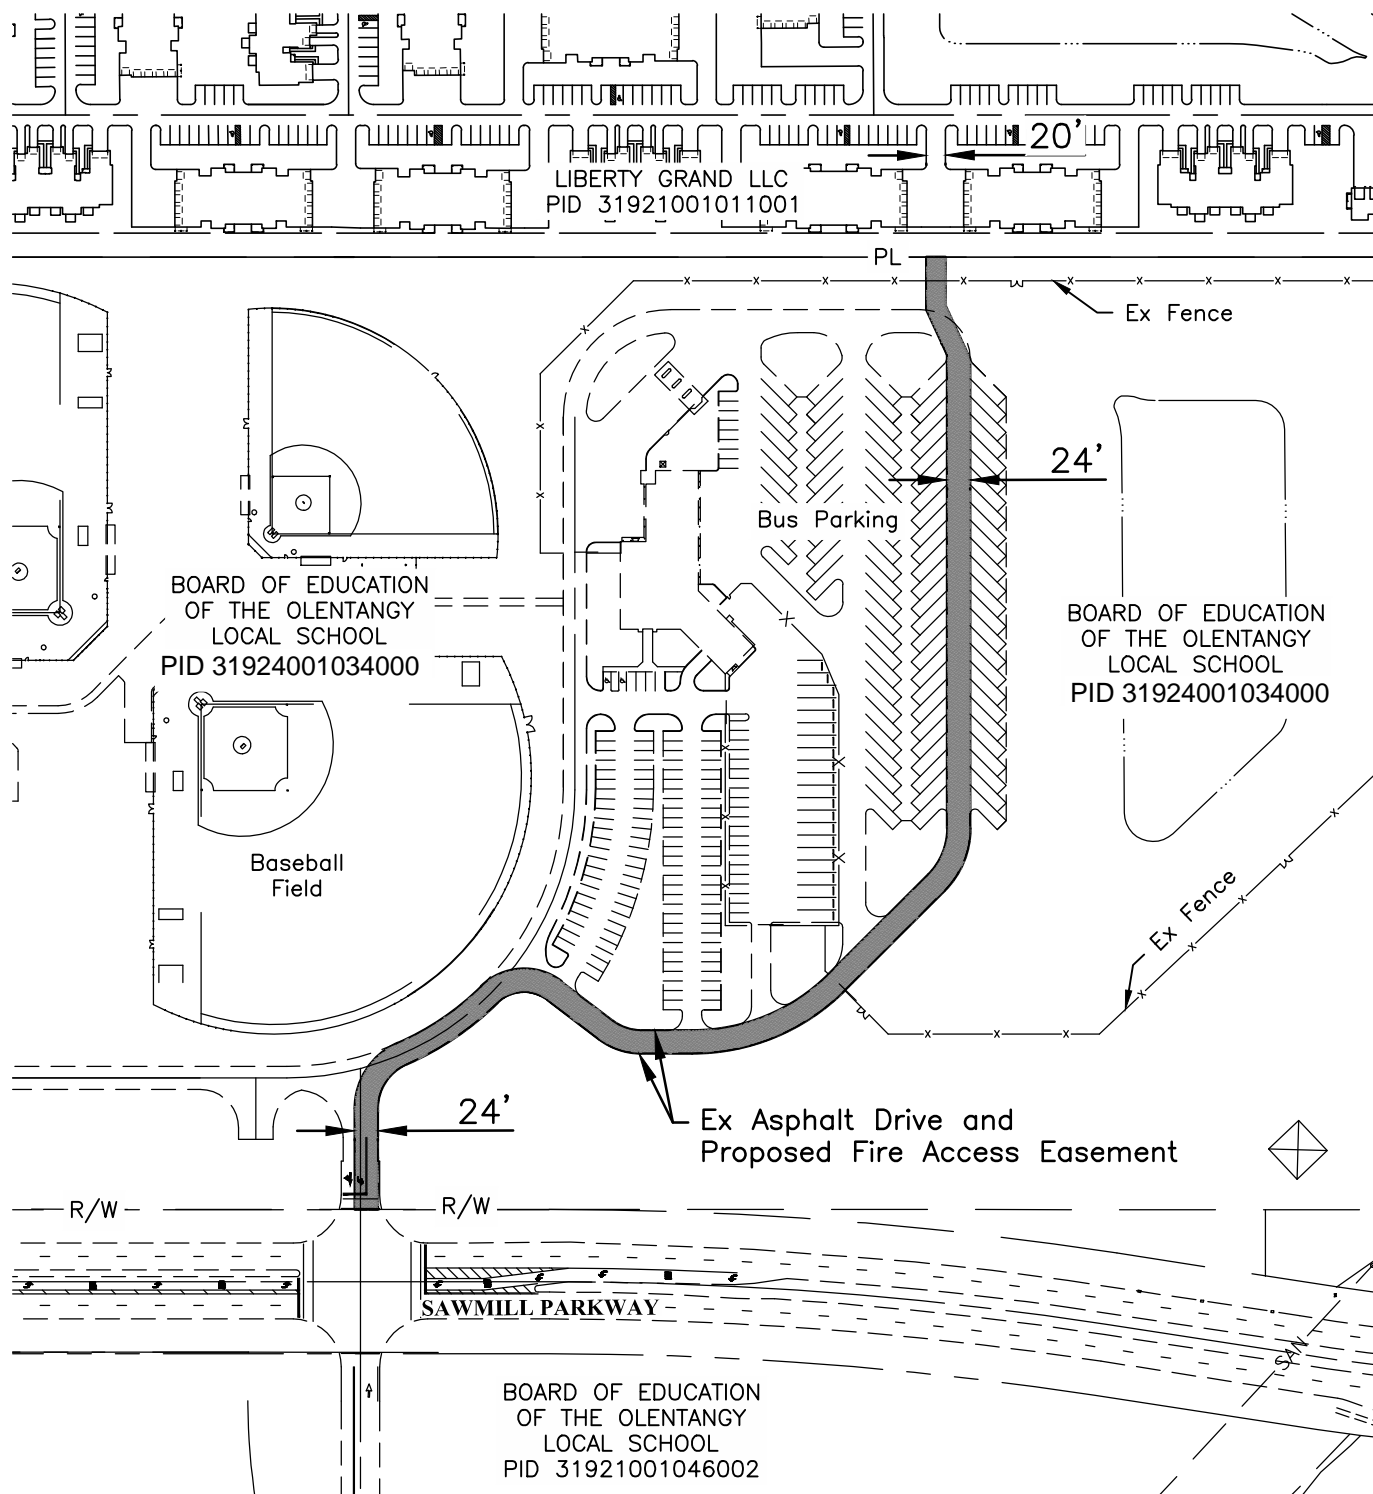 20'
LIBERTY GRAND LLC
PID 31921001011001
PL
Ex Fence
24'
Bus Parking
BOARD OF EDUCATION
OF THE OLENTANGY
LOCAL SCHOOL
PID 31924001034000
BOARD OF EDUCATION
OF THE OLENTANGY
LOCAL SCHOOL
PID 31924001034000
Baseball
Field
Ex Fence
24'
Ex Asphalt Drive and
Proposed Fire Access Easement
R/W
R/W
SAWMILL PARKWAY
SAN
BOARD OF EDUCATION
OF THE OLENTANGY
LOCAL SCHOOL
PID 31921001046002